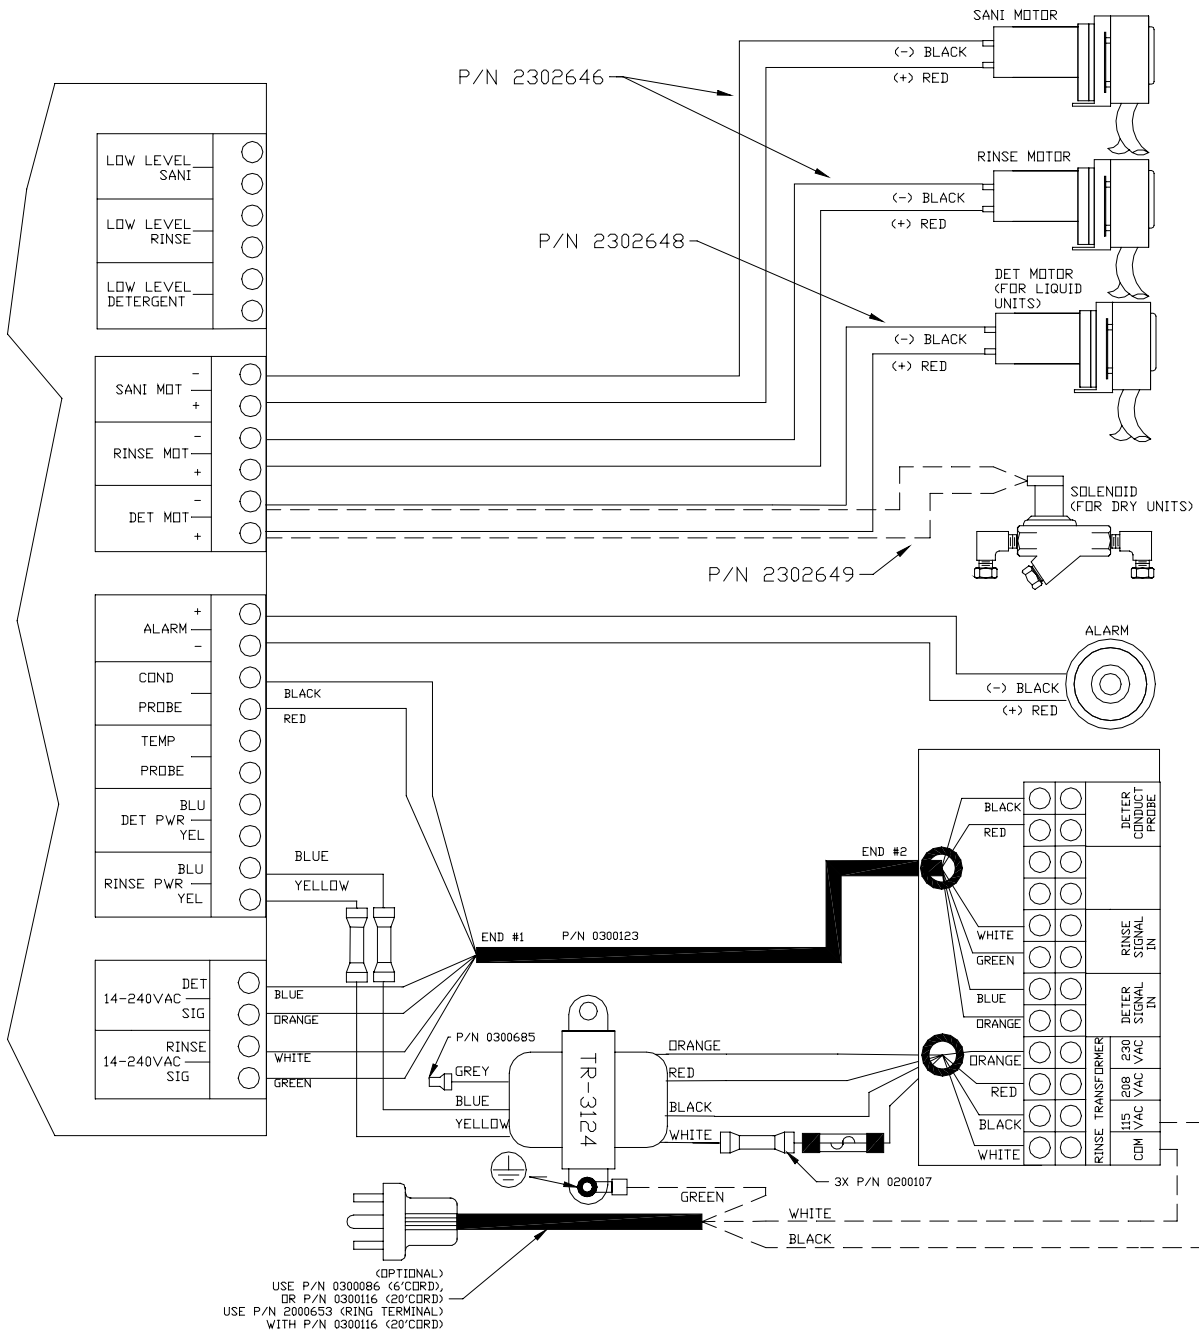 SANI MOTOR
(-) BLACK
(+) RED
P/N 2302646
RINSE MOTOR
(-) BLACK
(+) RED
P/N 2302648
DET MOTOR
(FOR LIQUID
UNITS)
(-) BLACK
(+) RED
LOW LEVEL
SANI
LOW LEVEL
RINSE
LOW LEVEL
DETERGENT
-
SANI MOT
+
-
RINSE MOT
+
-
DET MOT
+
SOLENOID
(FOR DRY UNITS)
P/N 2302649
+
ALARM
-
ALARM
(-) BLACK
(+) RED
COND
PROBE
BLACK
RED
TEMP
PROBE
BLU
DET PWR
YEL
BLU
RINSE PWR
YEL
BLUE
YELLOW
DET
14-240VAC
SIG
RINSE
14-240VAC
SIG
BLUE
ORANGE
WHITE
GREEN
END #1
P/N 0300123
END #2
BLACK
RED
WHITE
GREEN
BLUE
ORANGE
ORANGE
RED
BLACK
WHITE
DETER
CONDUCT
PROBE
RINSE
SIGNAL
IN
DETER
SIGNAL
IN
RINSE TRANSFORMER
230
VAC
208
VAC
115
VAC
COM
P/N 0300685
GREY
BLUE
YELLOW
TR-3124
ORANGE
RED
BLACK
WHITE
3X P/N 0200107
GREEN
WHITE
BLACK
(OPTIONAL)
USE P/N 0300086 (6'CORD),
OR P/N 0300116 (20'CORD)
USE P/N 2000653 (RING TERMINAL)
WITH P/N 0300116 (20'CORD)